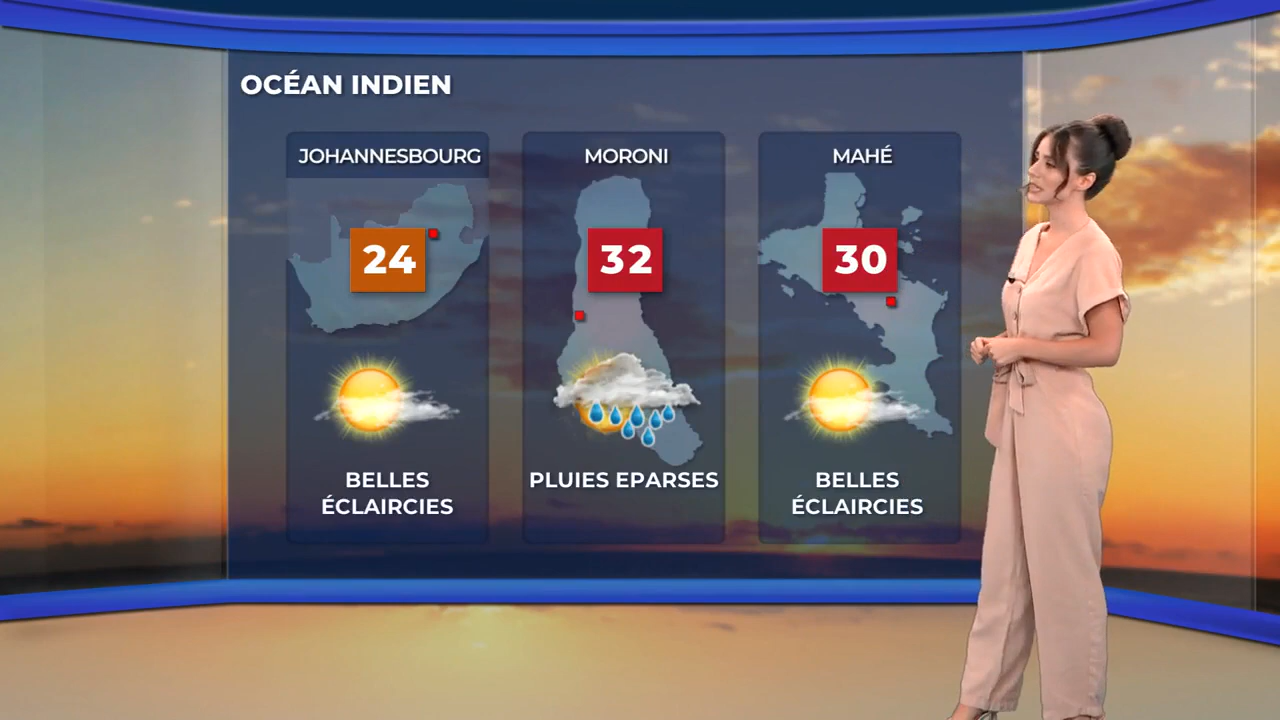 OCÉAN INDIEN
JOHANNESBOURG
24
BELLES
ÉCLAIRCIES
MORONI
32
PLUIES EPARSES
MAHÉ
30
BELLES
ÉCLAIRCIES